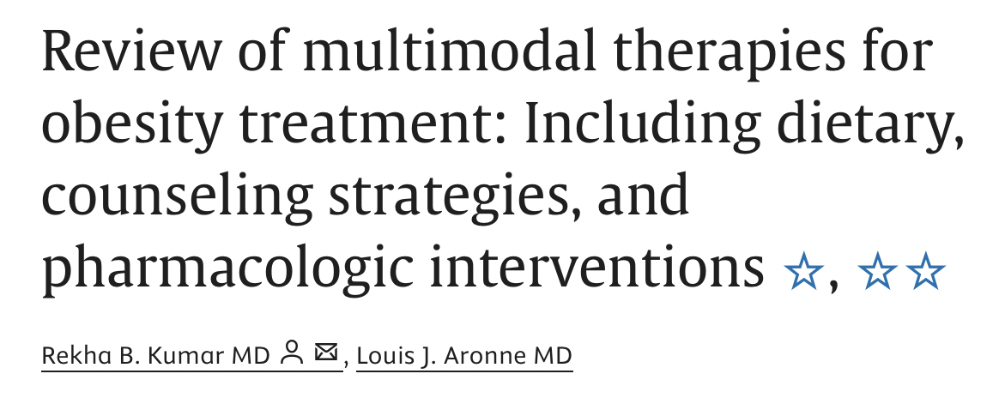 Review of multimodal therapies for
obesity treatment: Including dietary,
counseling strategies, and
pharmacologic interventions ☆, ☆☆
Rekha B. Kumar MD, Louis J. Aronne MD